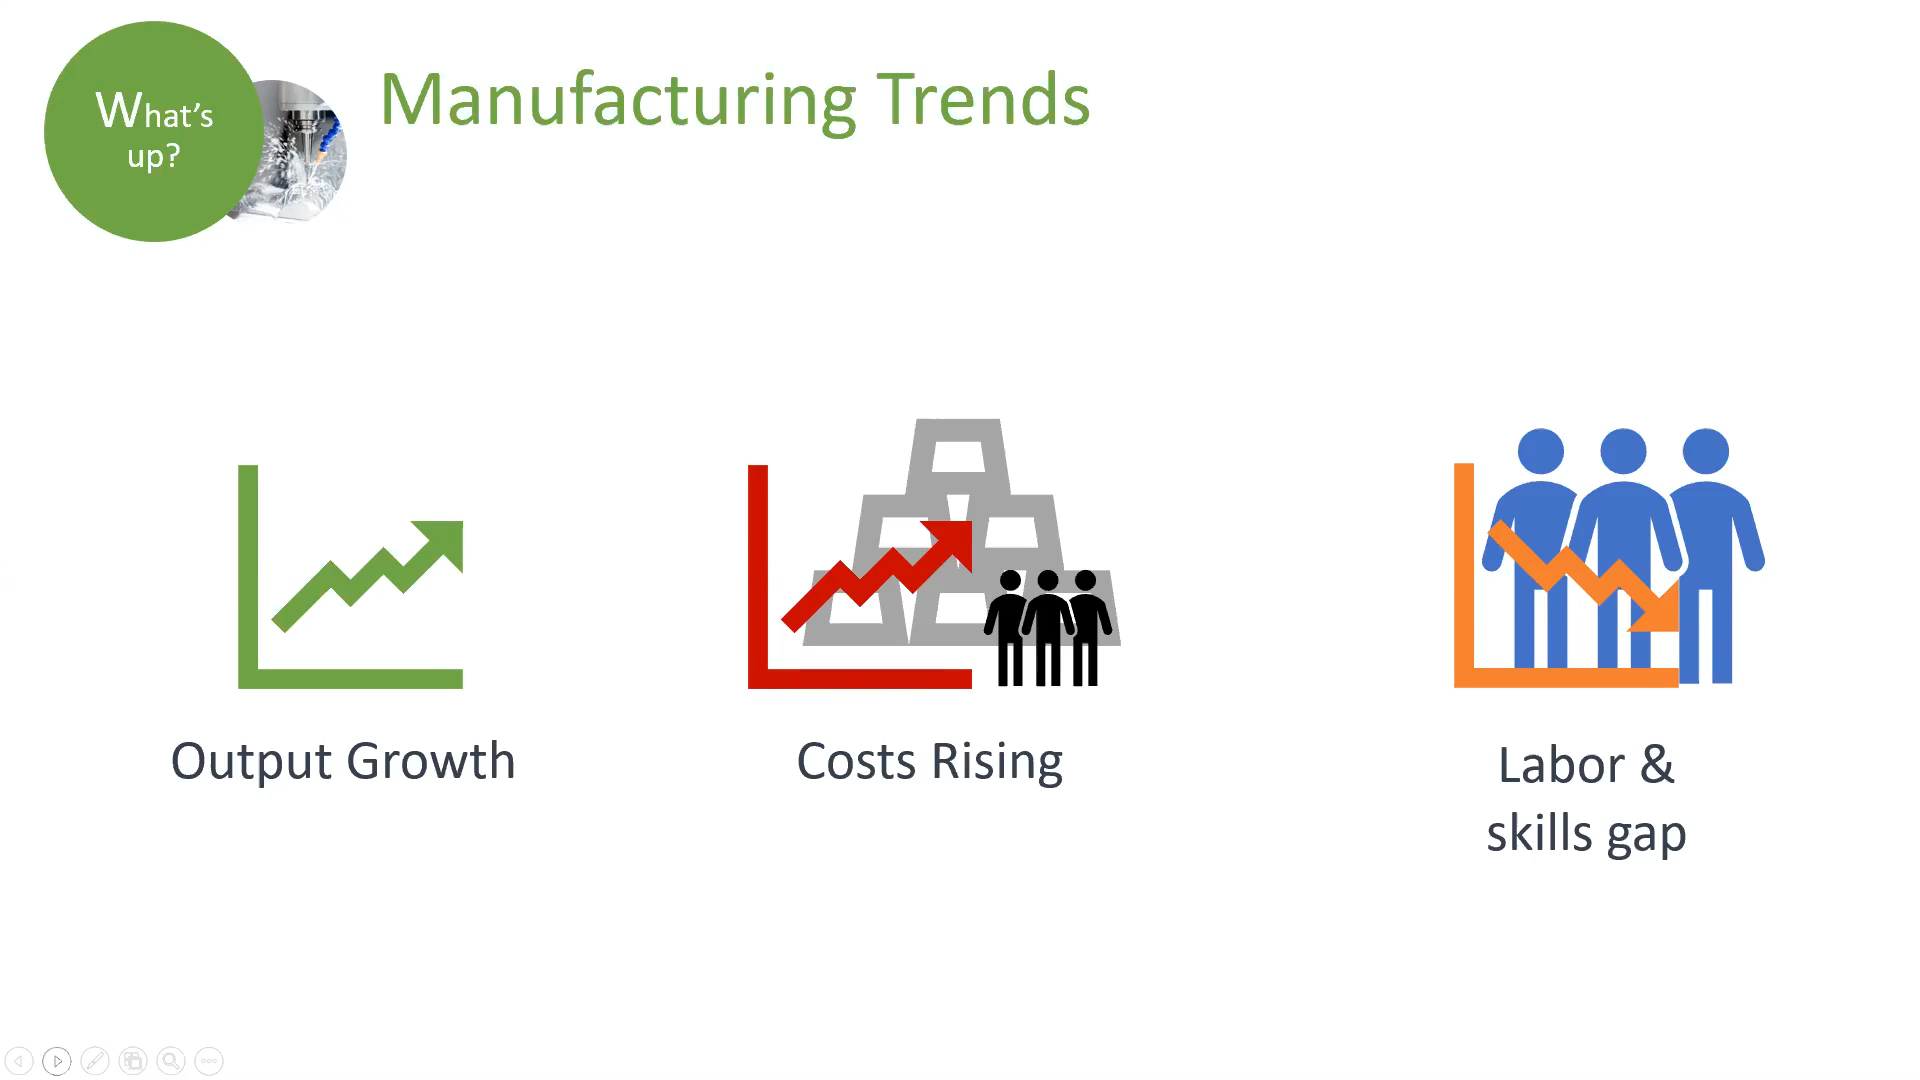 What's
up?
Manufacturing Trends
Output Growth
Costs Rising
Labor &
skills gap